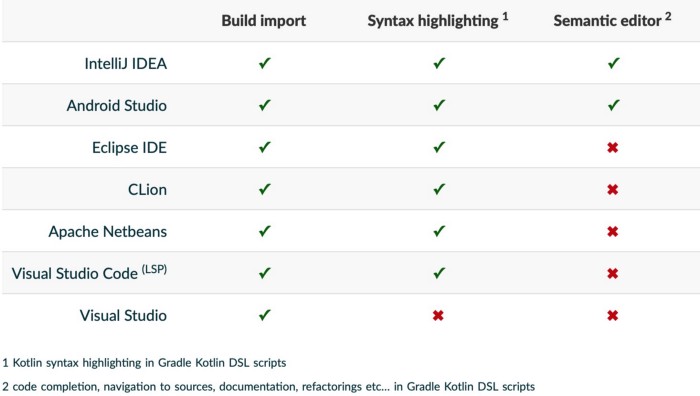 Build import Syntax highlighting 1 Semantic editor 2
IntelliJ IDEA ✓ ✓ ✓
Android Studio ✓ ✓ ✓
Eclipse IDE ✓ ✓ ✖
CLion ✓ ✓ ✖
Apache Netbeans ✓ ✓ ✖
Visual Studio Code (LSP) ✓ ✓ ✖
Visual Studio ✓ ✖ ✖
1 Kotlin syntax highlighting in Gradle Kotlin DSL scripts
2 code completion, navigation to sources, documentation, refactorings etc... in Gradle Kotlin DSL scripts